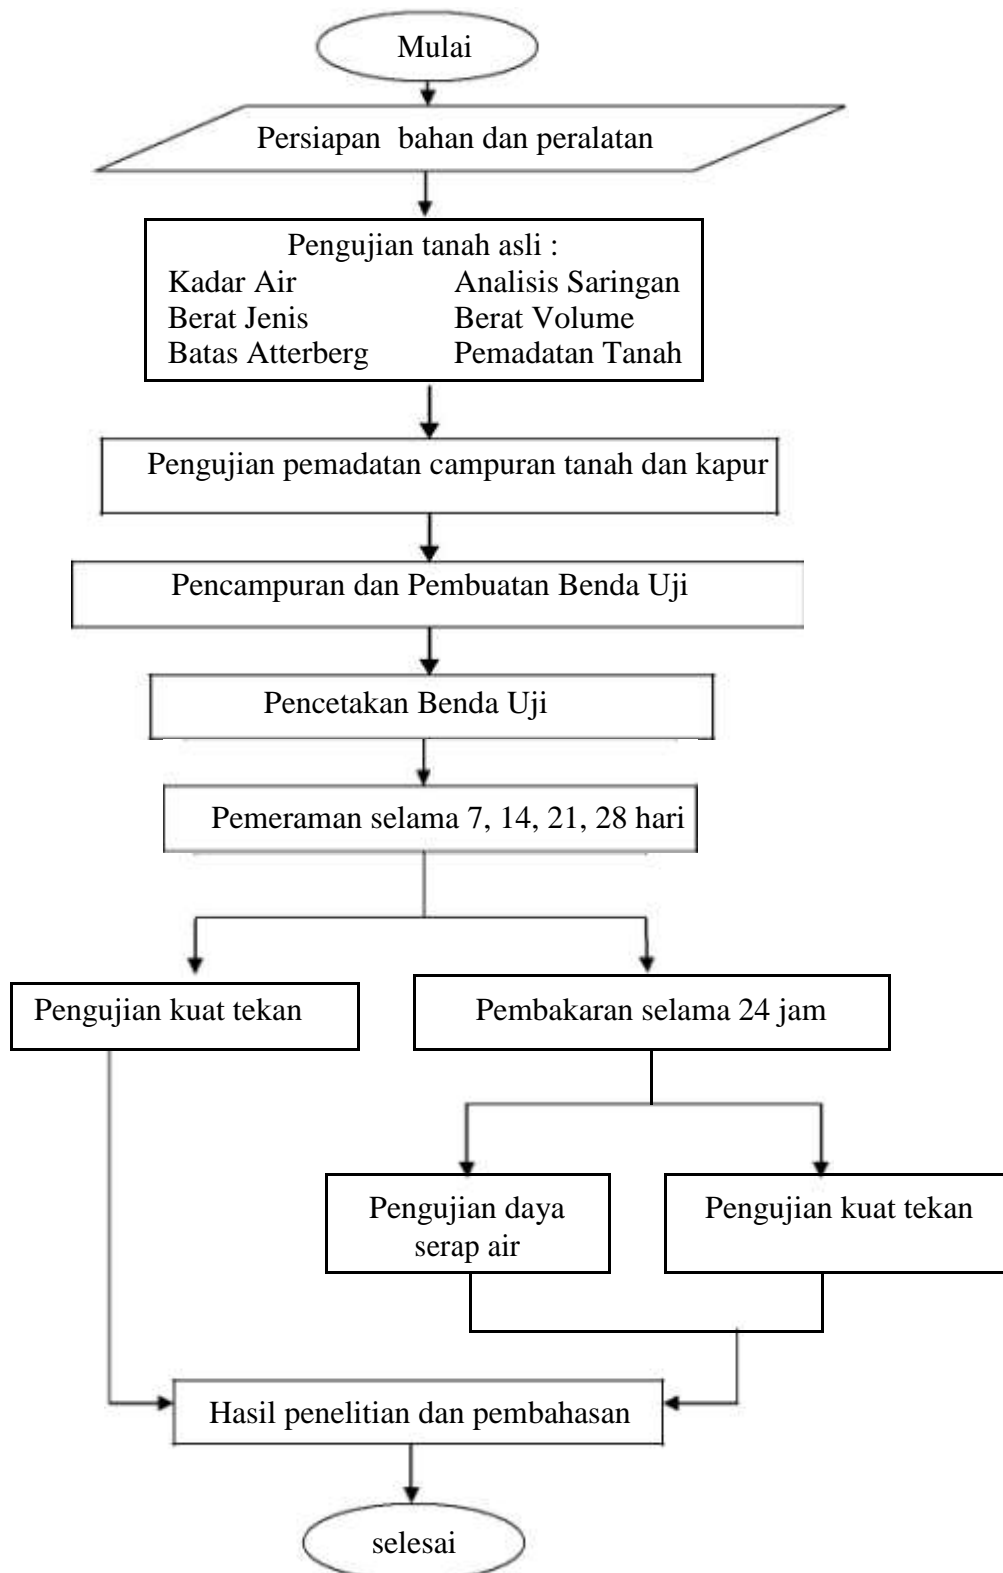 Mulai
Persiapan bahan dan peralatan
Pengujian tanah asli :
Kadar Air Analisis Saringan
Berat Jenis Berat Volume
Batas Atterberg Pemadatan Tanah
Pengujian pemadatan campuran tanah dan kapur
Pencampuran dan Pembuatan Benda Uji
Pencetakan Benda Uji
Pemeraman selama 7, 14, 21, 28 hari
Pengujian kuat tekan
Pembakaran selama 24 jam
Pengujian daya
serap air
Pengujian kuat tekan
Hasil penelitian dan pembahasan
selesai